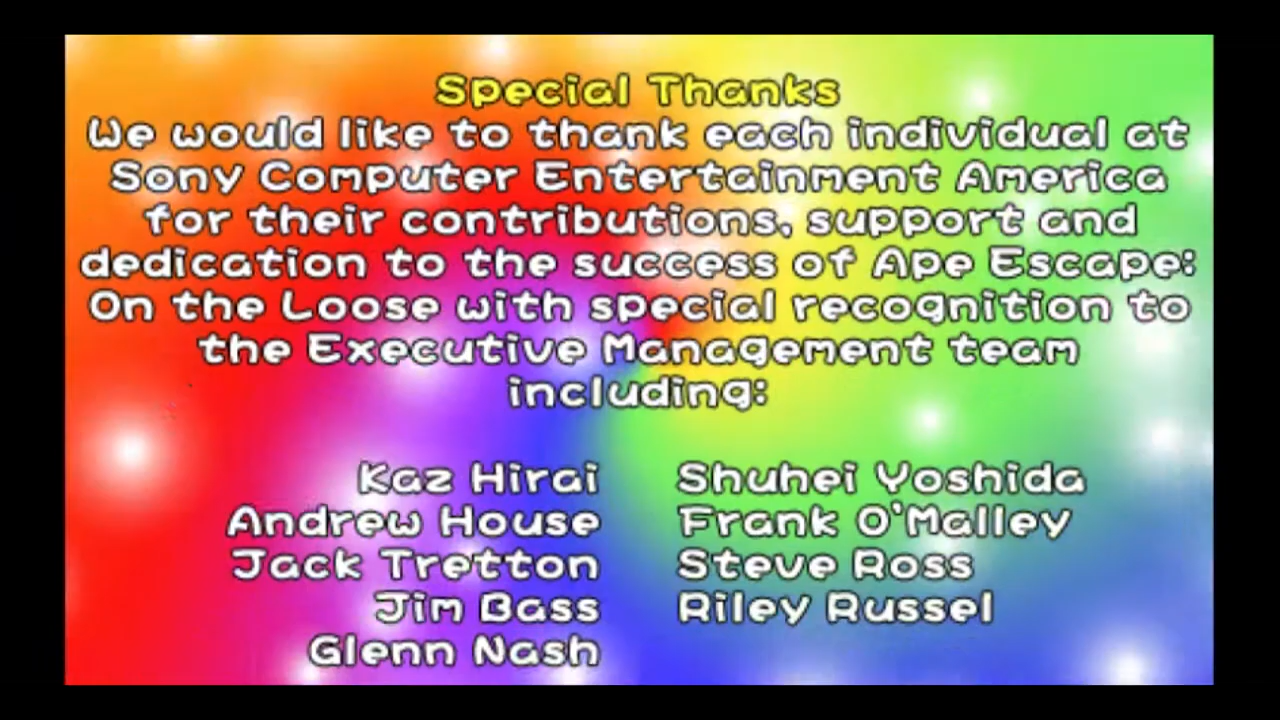 Special Thanks
We would like to thank each individual at
Sony Computer Entertainment America
for their contributions, support and
dedication to the success of Ape Escape:
On the Loose with special recognition to
the Executive Management team
including:
Kaz Hirai
Andrew House
Jack Tretton
Jim Bass
Glenn Nash
Shuhei Yoshida
Frank O'Malley
Steve Ross
Riley Russel